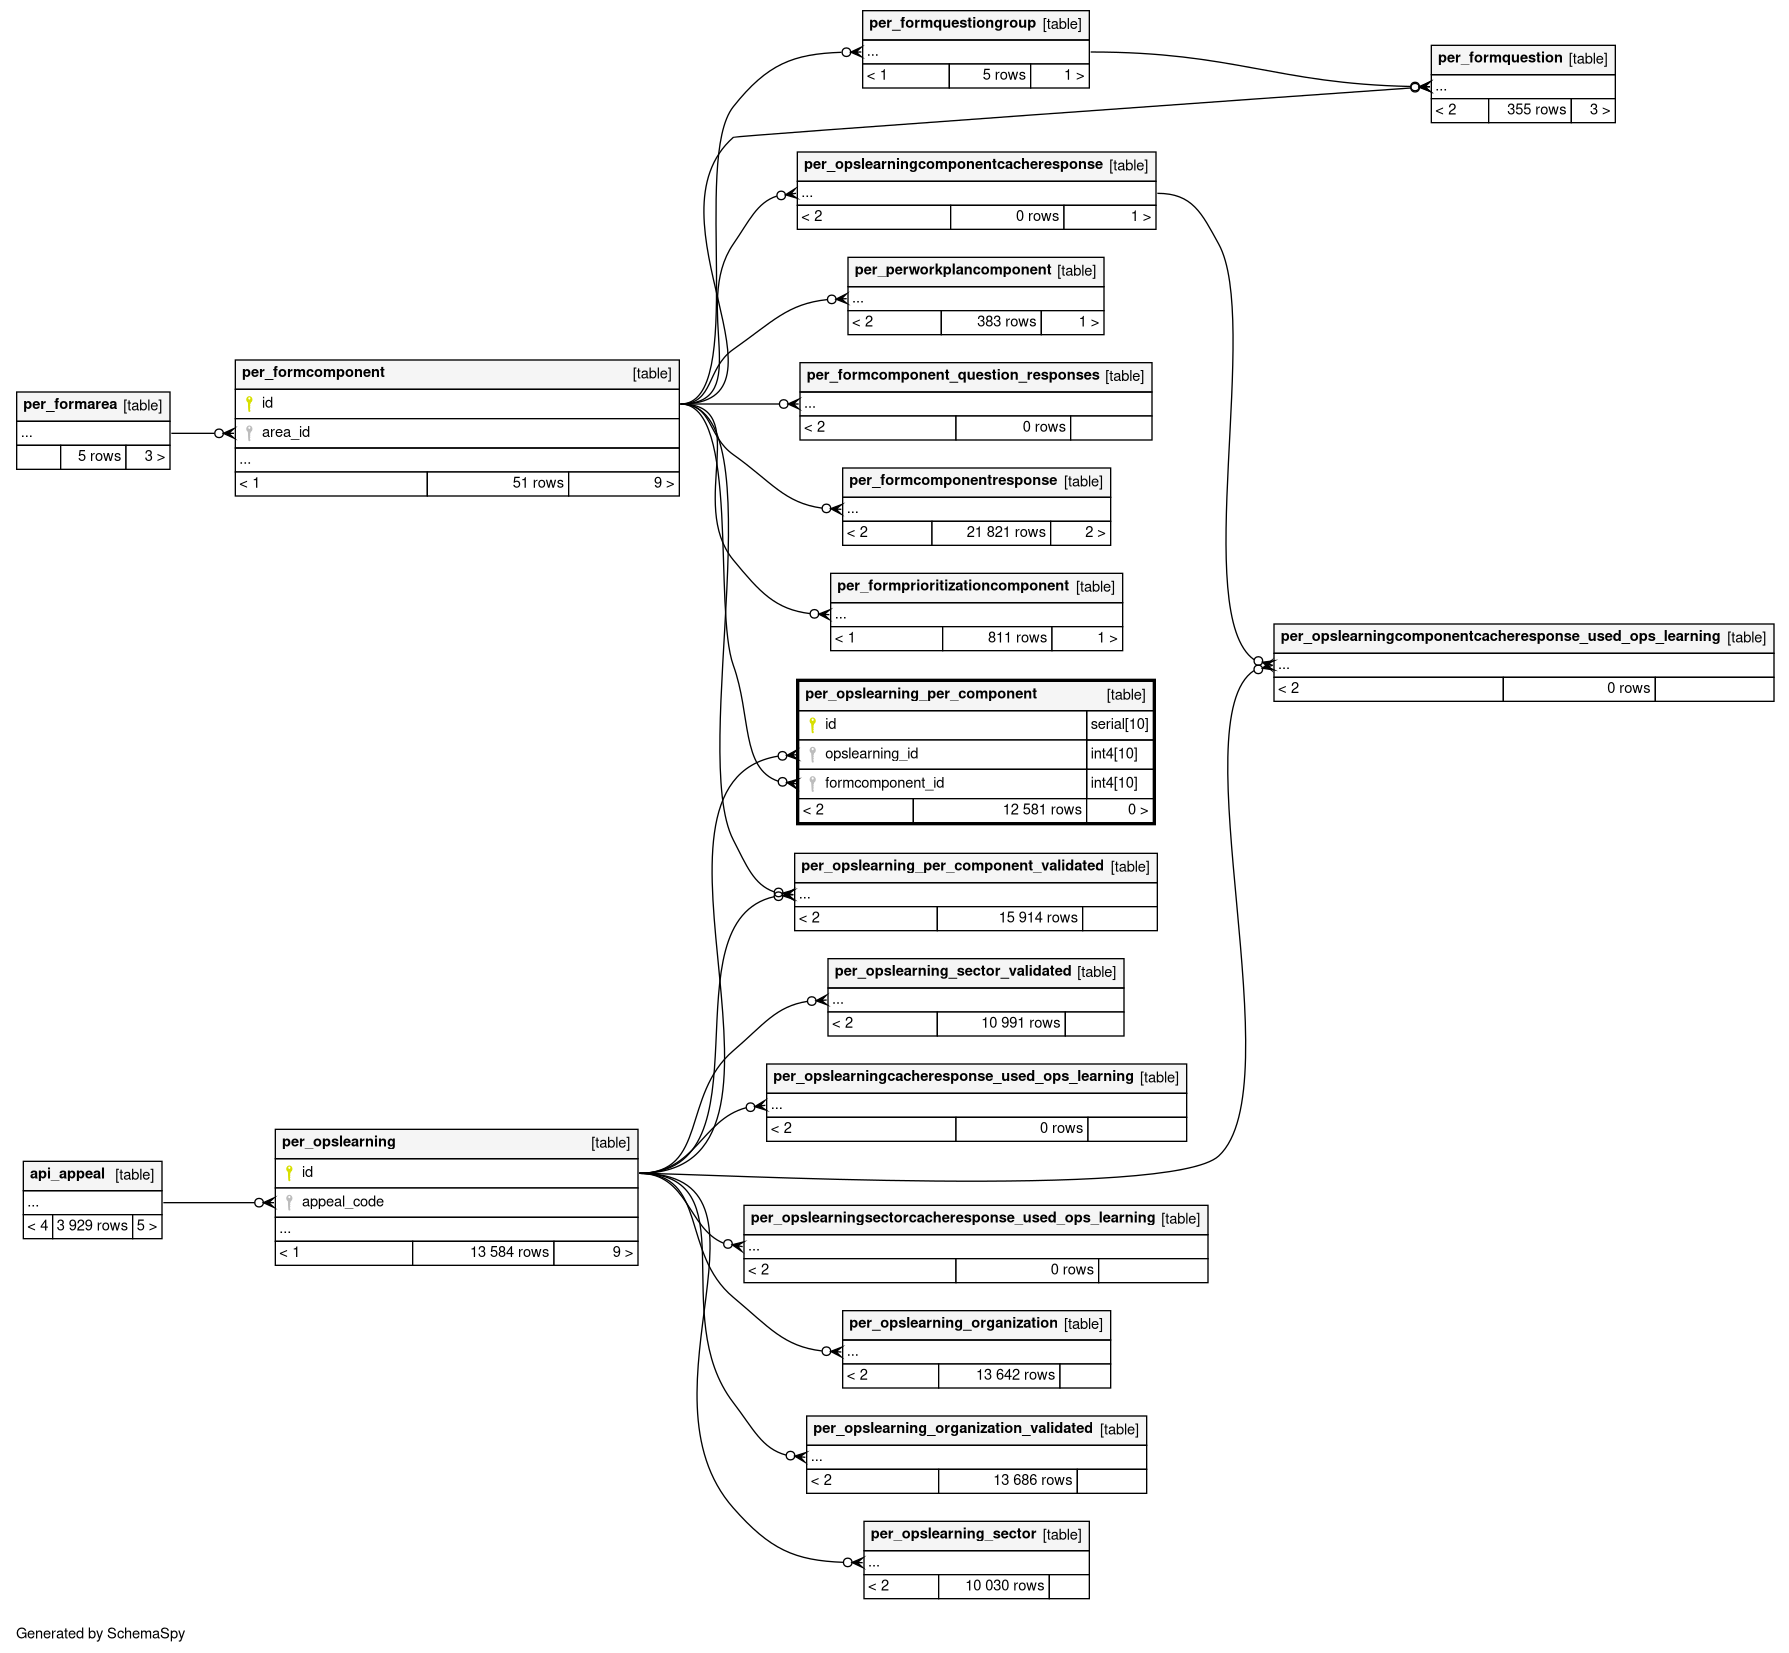 per_formquestiongroup [table]
...
< 1 5 rows 1 >
per_formquestion [table]
...
< 2 355 rows 3 >
per_opslearningcomponentcacheresponse [table]
...
< 2 0 rows 1 >
per_perworkplancomponent [table]
...
< 2 383 rows 1 >
per_formcomponent [table]
id
area_id
...
< 1 51 rows 9 >
per_formarea [table]
...
5 rows 3 >
per_formcomponent_question_responses [table]
...
< 2 0 rows
per_formcomponentresponse [table]
...
< 2 21 821 rows 2 >
per_formprioritizationcomponent [table]
...
< 1 811 rows 1 >
per_opslearningcomponentcacheresponse_used_ops_learning [table]
...
< 2 0 rows
per_opslearning_per_component [table]
id serial[10]
opslearning_id int4[10]
formcomponent_id int4[10]
< 2 12 581 rows 0 >
per_opslearning_per_component_validated [table]
...
< 2 15 914 rows
per_opslearning_sector_validated [table]
...
< 2 10 991 rows
per_opslearningcacheresponse_used_ops_learning [table]
...
< 2 0 rows
per_opslearning [table]
id
appeal_code
...
< 1 13 584 rows 9 >
api_appeal [table]
...
< 4 3 929 rows 5 >
per_opslearningsectorcacheresponse_used_ops_learning [table]
...
< 2 0 rows
per_opslearning_organization [table]
...
< 2 13 642 rows
per_opslearning_organization_validated [table]
...
< 2 13 686 rows
per_opslearning_sector [table]
...
< 2 10 030 rows
Generated by SchemaSpy